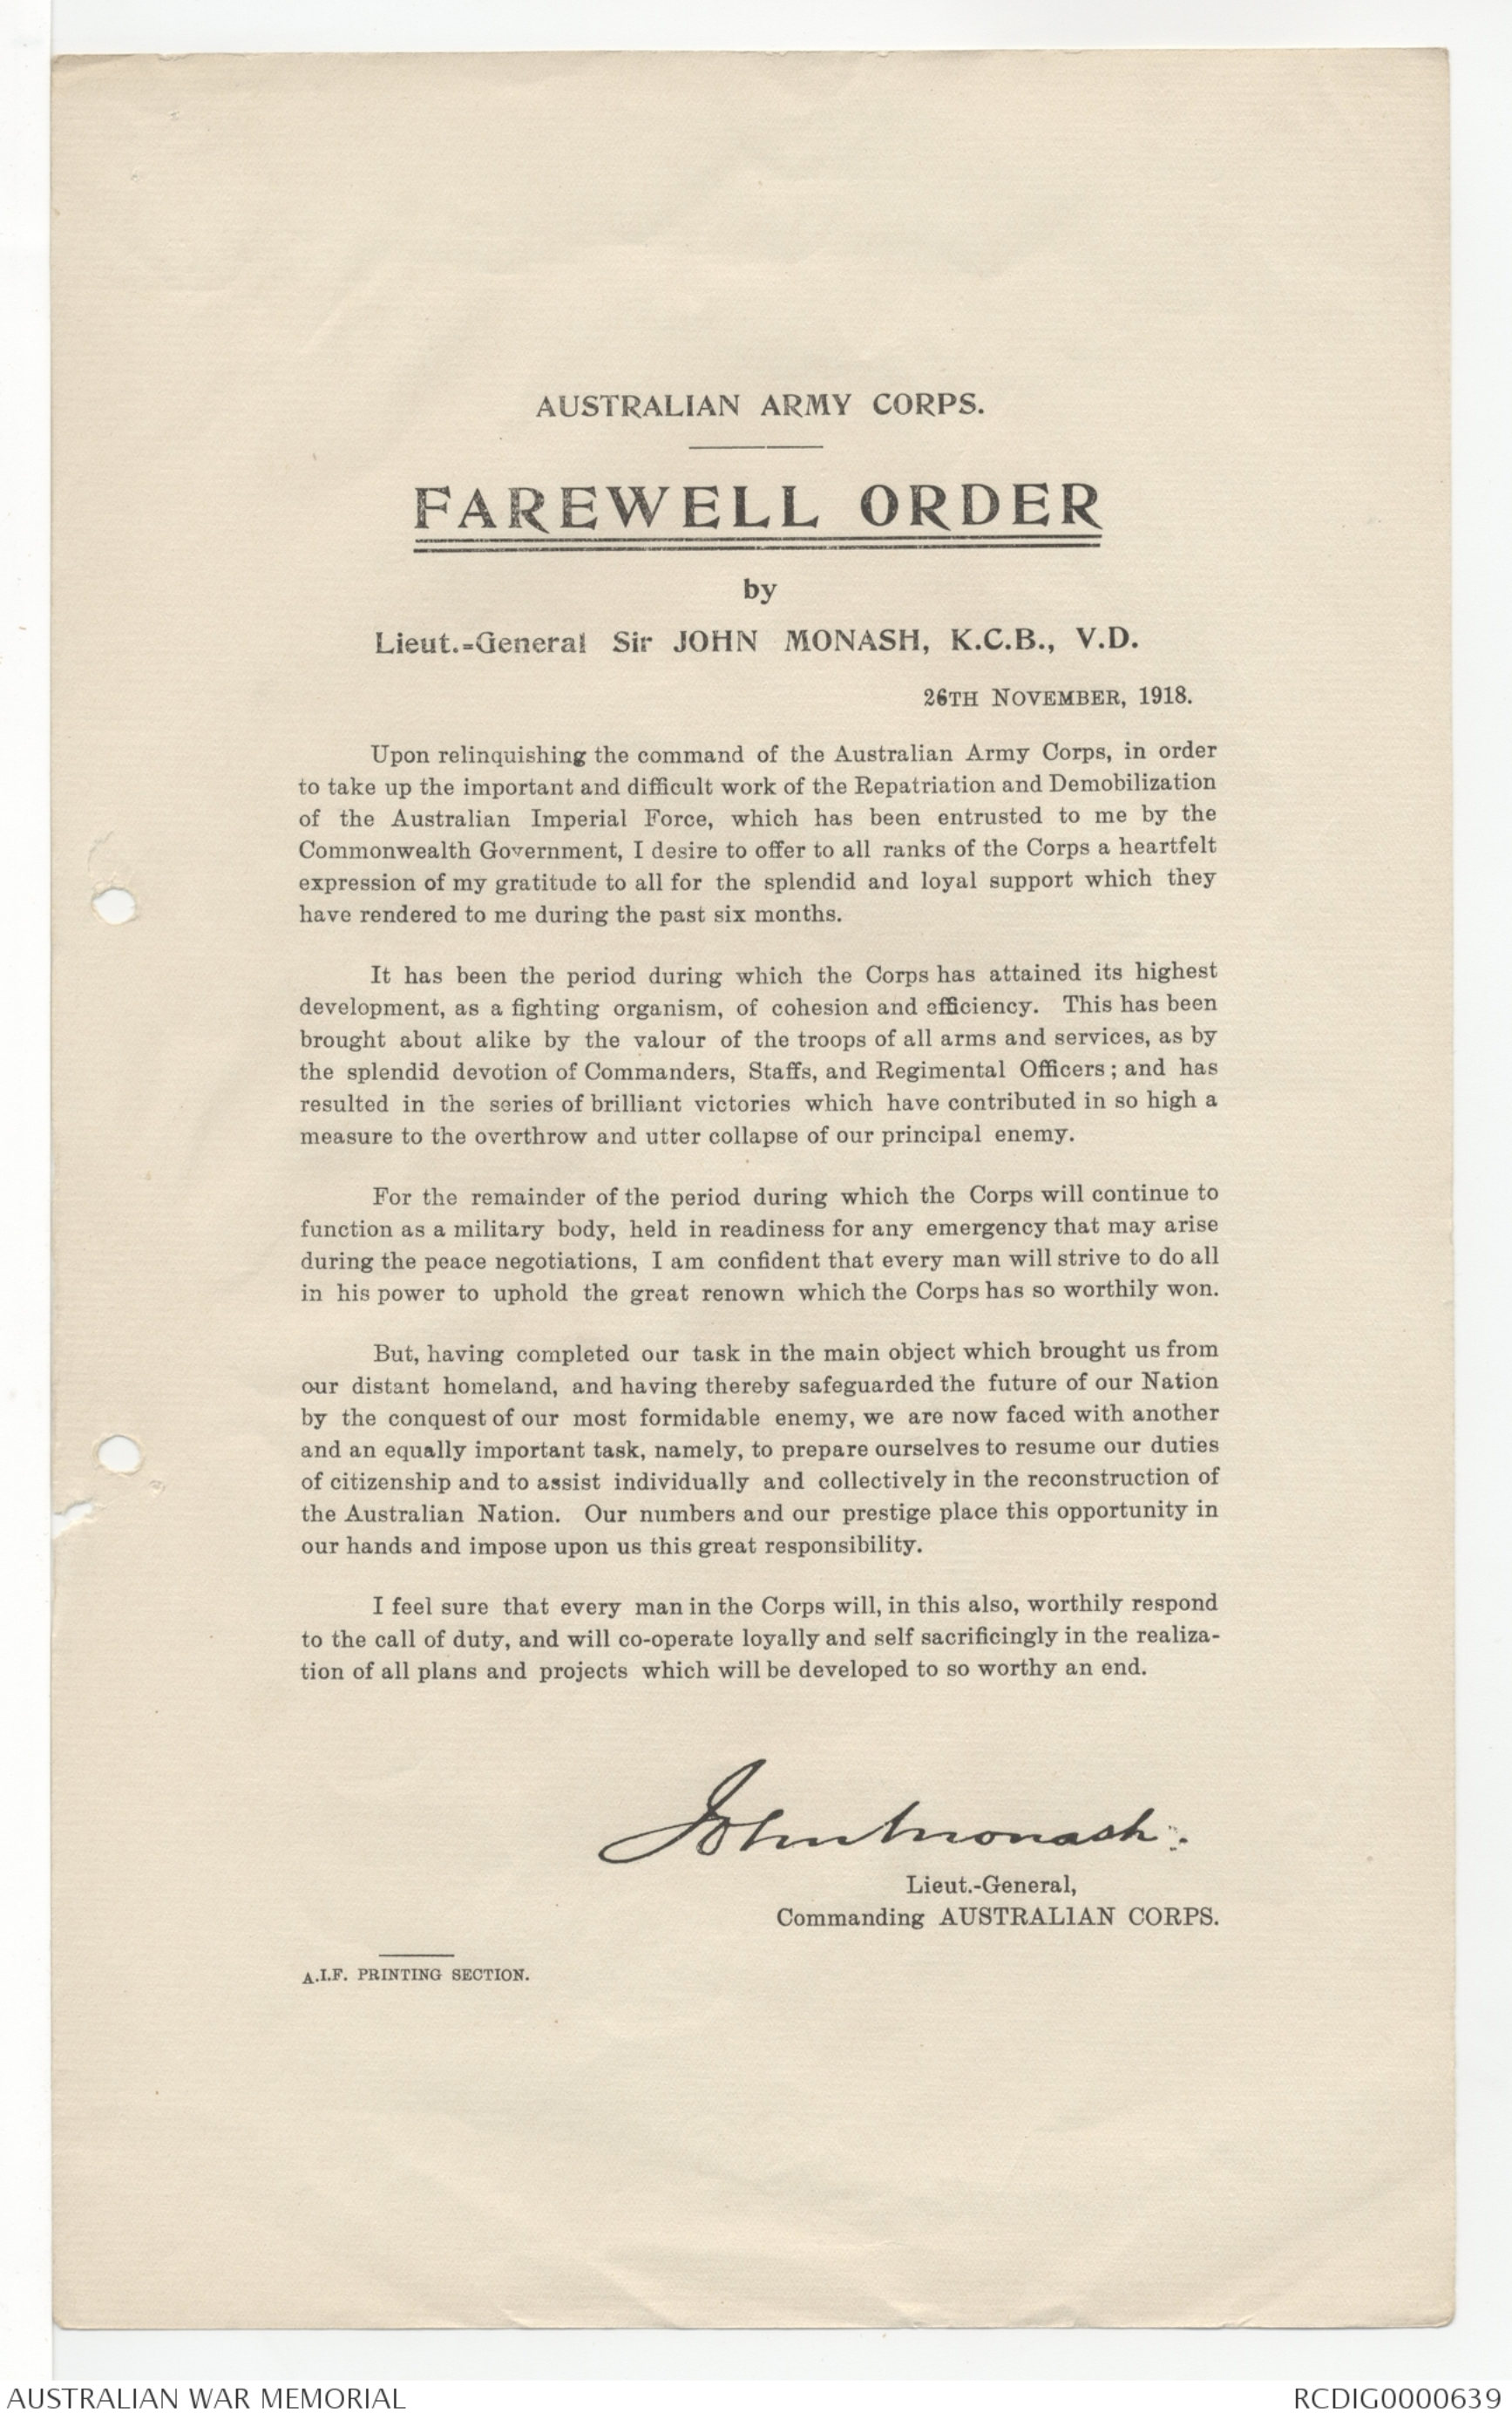 AUSTRALIAN ARMY CORPS.
FAREWELL ORDER
by
Lieut.-General Sir JOHN MONASH, K.C.B., V.D.
26TH NOVEMBER, 1918.
Upon relinquishing the command of the Australian Army Corps, in order
to take up the important and difficult work of the Repatriation and Demobilization
of the Australian Imperial Force, which has been entrusted to me by the
Commonwealth Government, I desire to offer to all ranks of the Corps a heartfelt
expression of my gratitude to all for the splendid and loyal support which they
have rendered to me during the past six months.
It has been the period during which the Corps has attained its highest
development, as a fighting organism, of cohesion and efficiency. This has been
brought about alike by the valour of the troops of all arms and services, as by
the splendid devotion of Commanders, Staffs, and Regimental Officers; and has
resulted in the series of brilliant victories which have contributed in so high a
measure to the overthrow and utter collapse of our principal enemy.
For the remainder of the period during which the Corps will continue to
function as a military body, held in readiness for any emergency that may arise
during the peace negotiations, I am confident that every man will strive to do all
in his power to uphold the great renown which the Corps has so worthily won.
But, having completed our task in the main object which brought us from
our distant homeland, and having thereby safeguarded the future of our Nation
by the conquest of our most formidable enemy, we are now faced with another
and an equally important task, namely, to prepare ourselves to resume our duties
of citizenship and to assist individually and collectively in the reconstruction of
the Australian Nation. Our numbers and our prestige place this opportunity in
our hands and impose upon us this great responsibility.
I feel sure that every man in the Corps will, in this also, worthily respond
to the call of duty, and will co-operate loyally and self sacrificingly in the realiza-
tion of all plans and projects which will be developed to so worthy an end.
John Monash.
Lieut.-General,
Commanding AUSTRALIAN CORPS.
A.I.F. PRINTING SECTION.
AUSTRALIAN WAR MEMORIAL
RCDIG0000639